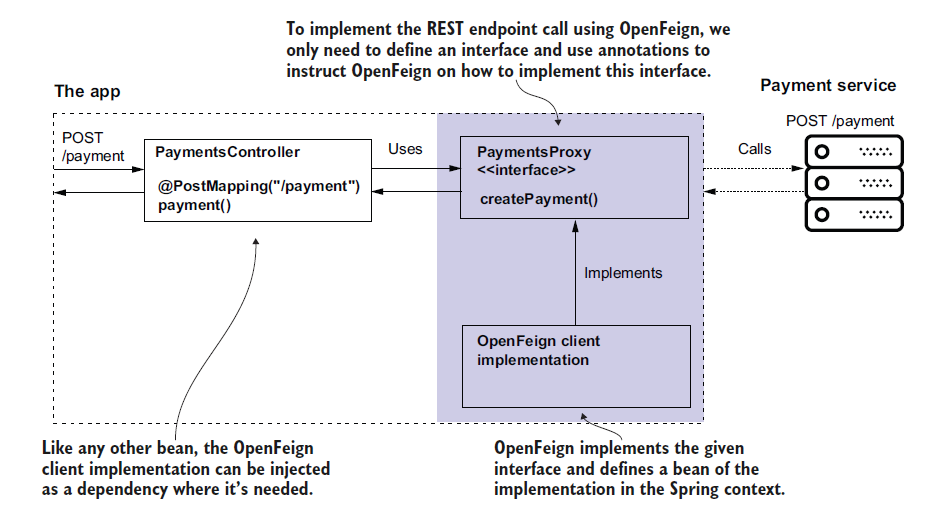 To implement the REST endpoint call using OpenFeign, we
only need to define an interface and use annotations to
instruct OpenFeign on how to implement this interface.
The app
Payment service
POST
/payment
PaymentsController
@PostMapping("/payment")
payment()
Uses
PaymentsProxy
<<interface>>
createPayment()
Calls
POST /payment
Implements
OpenFeign client
implementation
Like any other bean, the OpenFeign
client implementation can be injected
as a dependency where it's needed.
OpenFeign implements the given
interface and defines a bean of the
implementation in the Spring context.